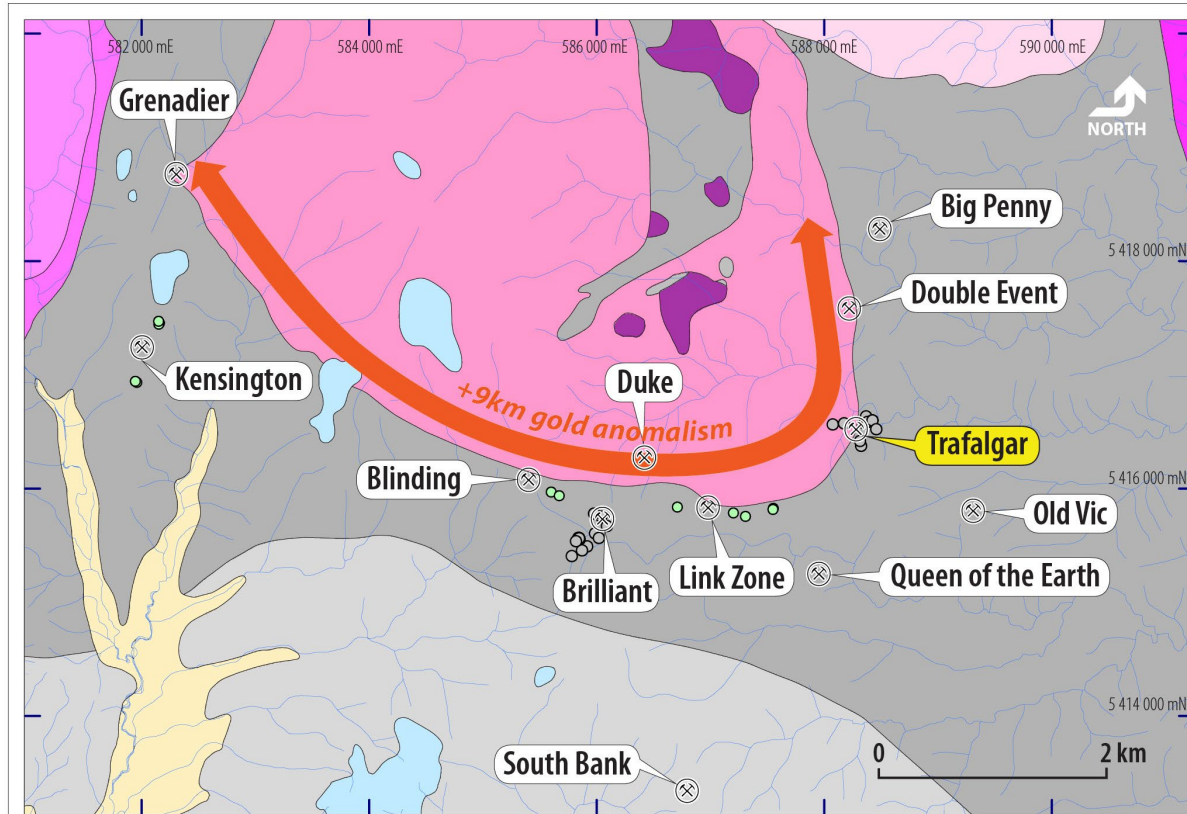 582 000 mE
584 000 mE
586 000 mE
588 000 mE
590 000 mE
Grenadier
NORTH
Big Penny
5 418 000 mN
Double Event
Kensington
Duke
+9km gold anomalism
Trafalgar
Blinding
5 416 000 mN
Old Vic
Brilliant
Link Zone
Queen of the Earth
5 414 000 mN
South Bank
0
2 km